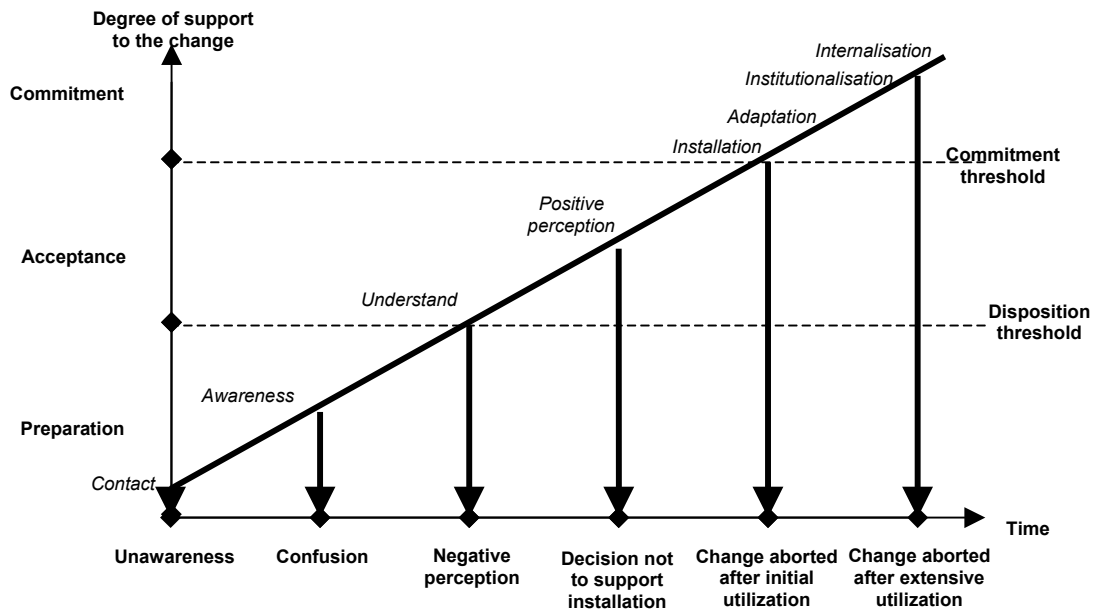 Degree of support
to the change
Internalisation
Institutionalisation
Commitment
Adaptation
Installation
Commitment
threshold
Positive
perception
Acceptance
Understand
Disposition
threshold
Awareness
Preparation
Contact
Time
Unawareness
Confusion
Negative
perception
Decision not
to support
installation
Change aborted
after initial
utilization
Change aborted
after extensive
utilization